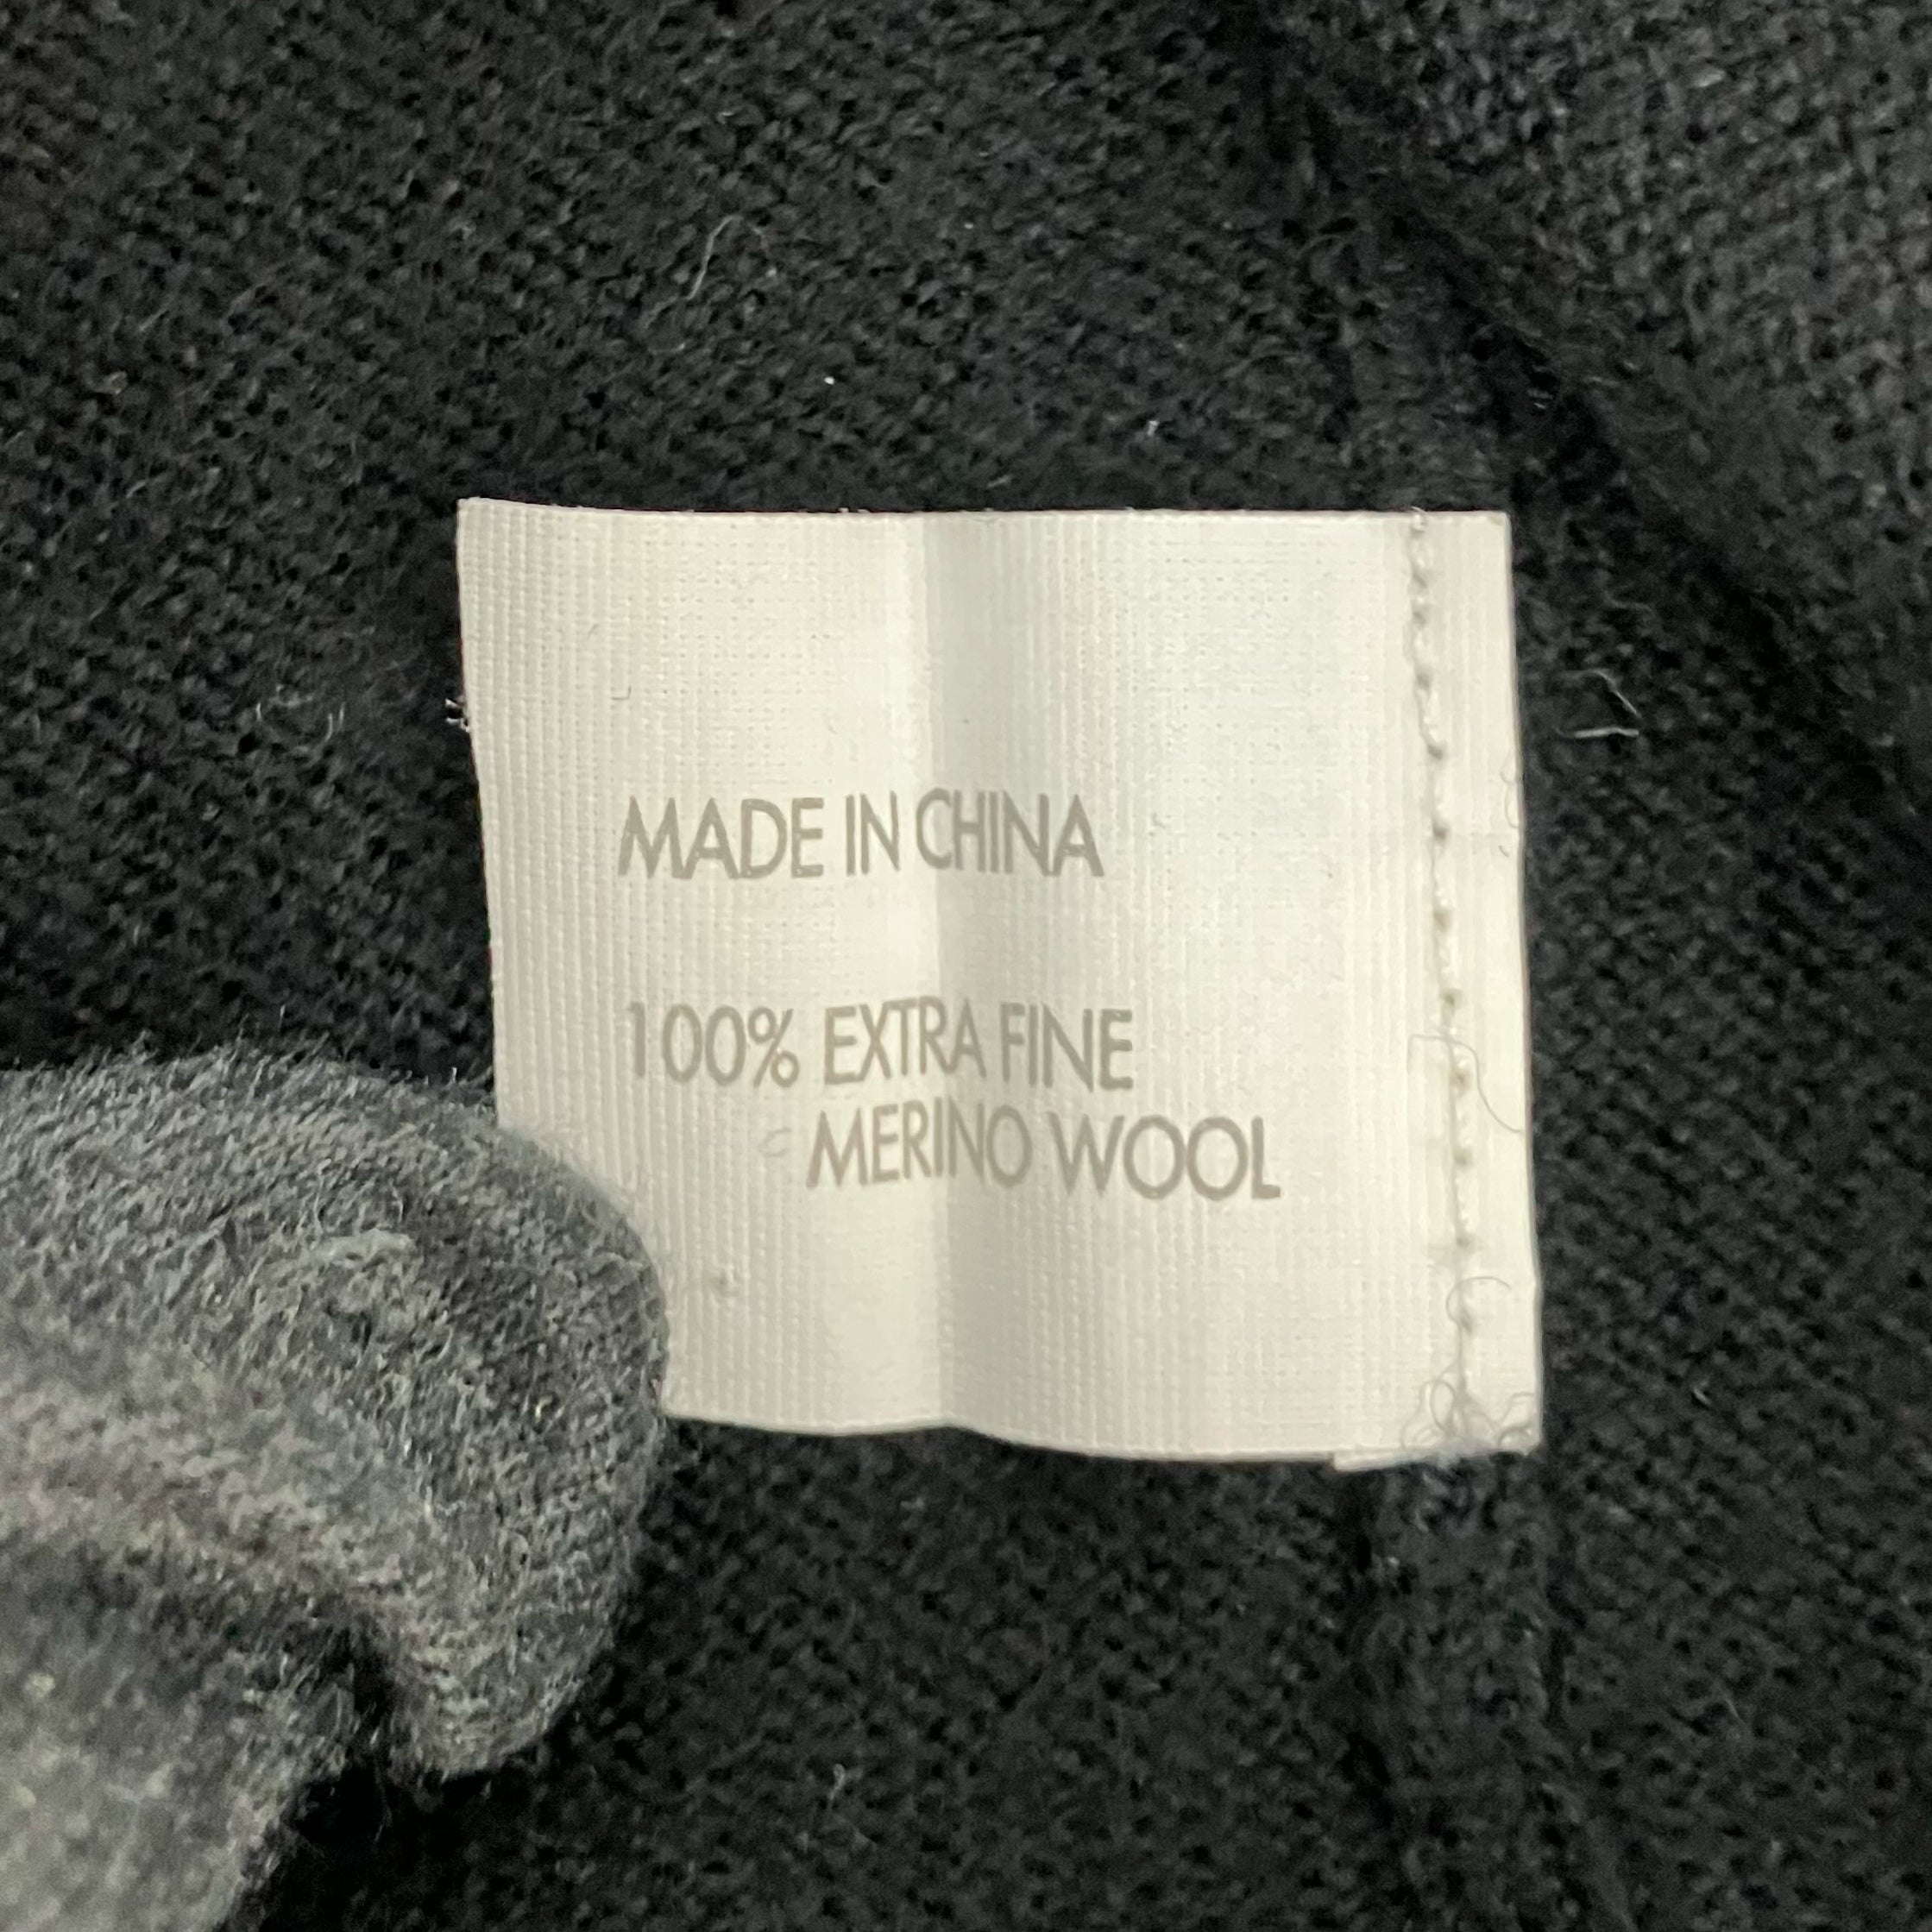 MADE IN CHINA
100% EXTRA FINE
MERINO WOOL